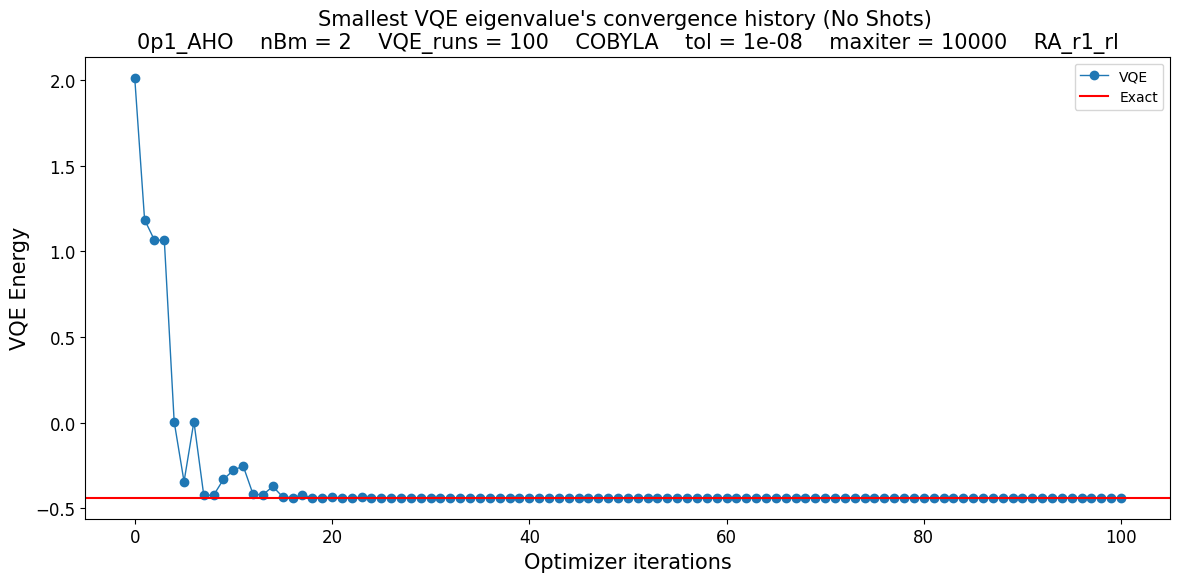 Smallest VQE eigenvalue's convergence history (No Shots)
0p1_AHO nBm = 2 VQE_runs = 100 COBYLA tol = 1e-08 maxiter = 10000 RA_r1_rl
VQE
Exact
VQE Energy
2.0
1.5
1.0
0.5
0.0
−0.5
0 20 40 60 80 100
Optimizer iterations